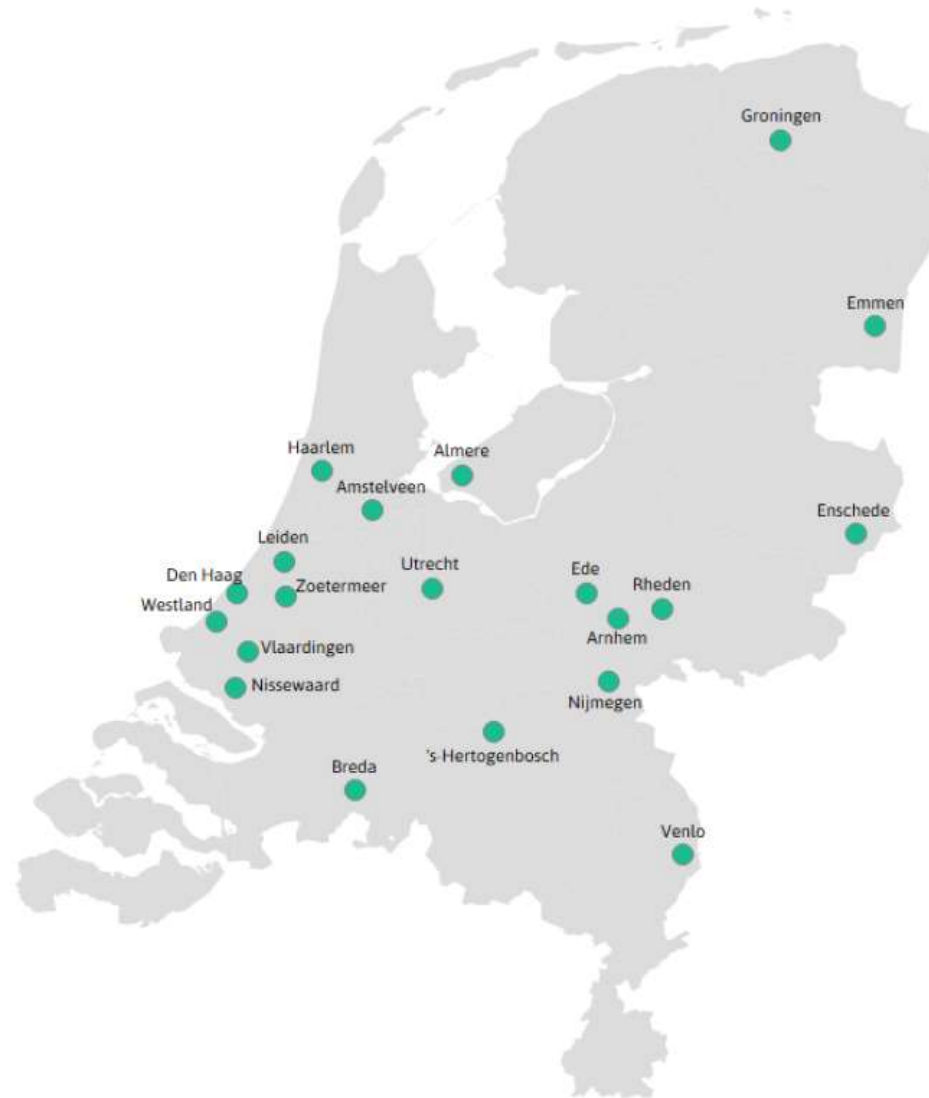 Groningen
Emmen
Haarlem
Almere
Amstelveen
Enschede
Leiden
Utrecht
Ede
Den Haag
Zoetermeer
Rheden
Westland
Arnhem
Vlaardingen
Nissewaard
Nijmegen
's-Hertogenbosch
Breda
Venlo